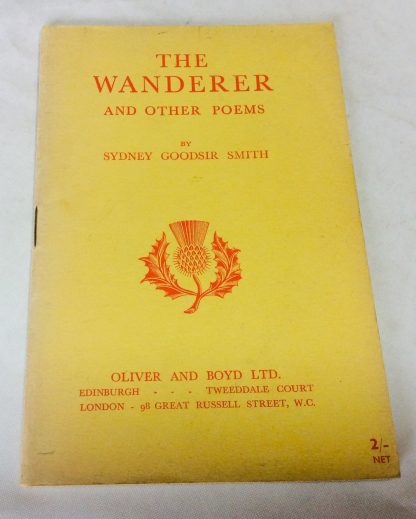 THE
WANDERER
AND OTHER POEMS
BY
SYDNEY GOODSIR SMITH
OLIVER AND BOYD LTD.
EDINBURGH - - - TWEEDDALE COURT
LONDON - 98 GREAT RUSSELL STREET, W.C.
2/-
NET